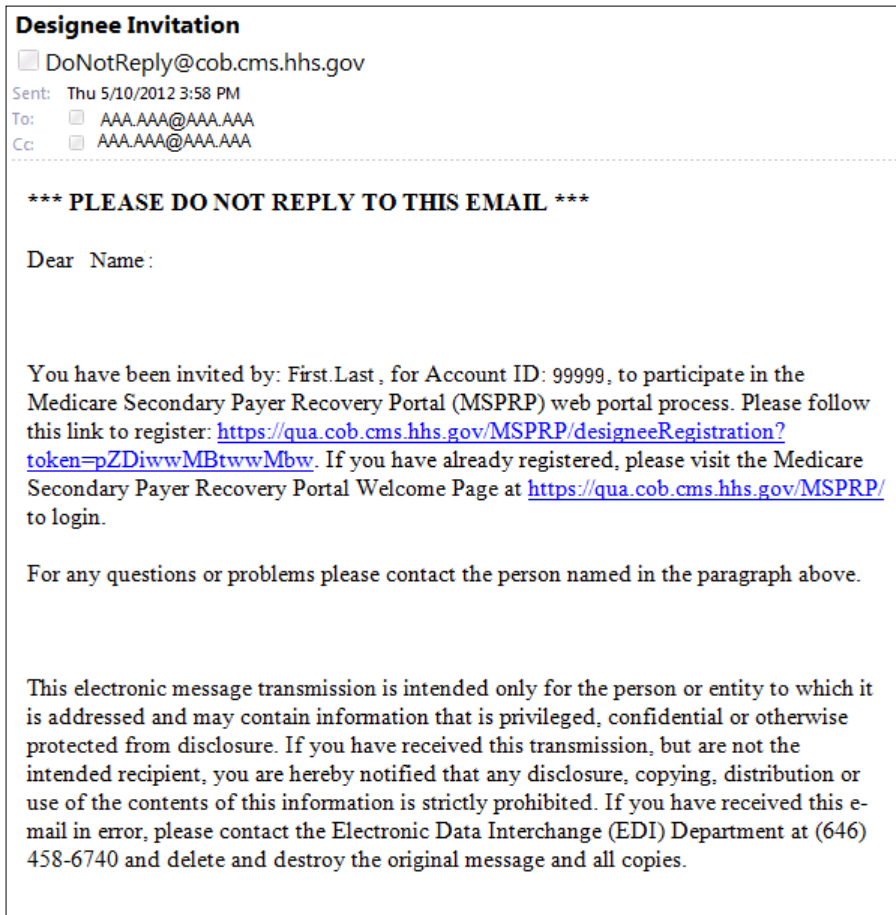 Designee Invitation
DoNotReply@cob.cms.hhs.gov
Sent: Thu 5/10/2012 3:58 PM
To: AAA.AAA@AAA.AAA
Cc: AAA.AAA@AAA.AAA
*** PLEASE DO NOT REPLY TO THIS EMAIL ***
Dear Name:
You have been invited by: First.Last, for Account ID: 99999, to participate in the
Medicare Secondary Payer Recovery Portal (MSPRP) web portal process. Please follow
this link to register: https://qua.cob.cms.hhs.gov/MSPRP/designeeRegistration?
token=pZDiwwMBtwwMbw. If you have already registered, please visit the Medicare
Secondary Payer Recovery Portal Welcome Page at https://qua.cob.cms.hhs.gov/MSPRP/
to login.
For any questions or problems please contact the person named in the paragraph above.
This electronic message transmission is intended only for the person or entity to which it
is addressed and may contain information that is privileged, confidential or otherwise
protected from disclosure. If you have received this transmission, but are not the
intended recipient, you are hereby notified that any disclosure, copying, distribution or
use of the contents of this information is strictly prohibited. If you have received this e-
mail in error, please contact the Electronic Data Interchange (EDI) Department at (646)
458-6740 and delete and destroy the original message and all copies.